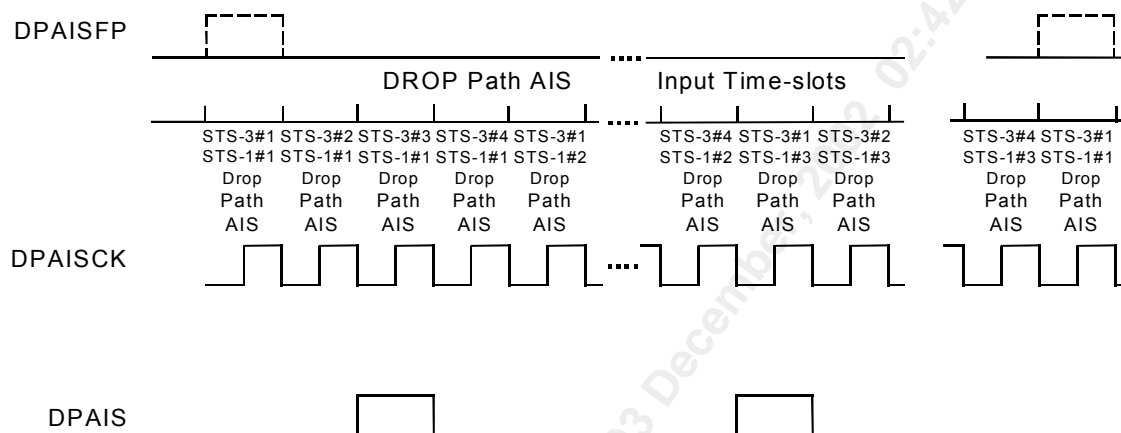 DPAISFP
DROP Path AIS Input Time-slots
STS-3#1 STS-3#2 STS-3#3 STS-3#4 STS-3#1 STS-3#4 STS-3#1 STS-3#2 STS-3#4 STS-3#1
STS-1#1 STS-1#1 STS-1#1 STS-1#1 STS-1#2 STS-1#2 STS-1#3 STS-1#3 STS-1#3 STS-1#1
Drop Drop Drop Drop Drop Drop Drop Drop Drop Drop
Path Path Path Path Path Path Path Path Path Path
AIS AIS AIS AIS AIS AIS AIS AIS AIS AIS
DPAISCK
DPAIS
03 December, 2002 02:42